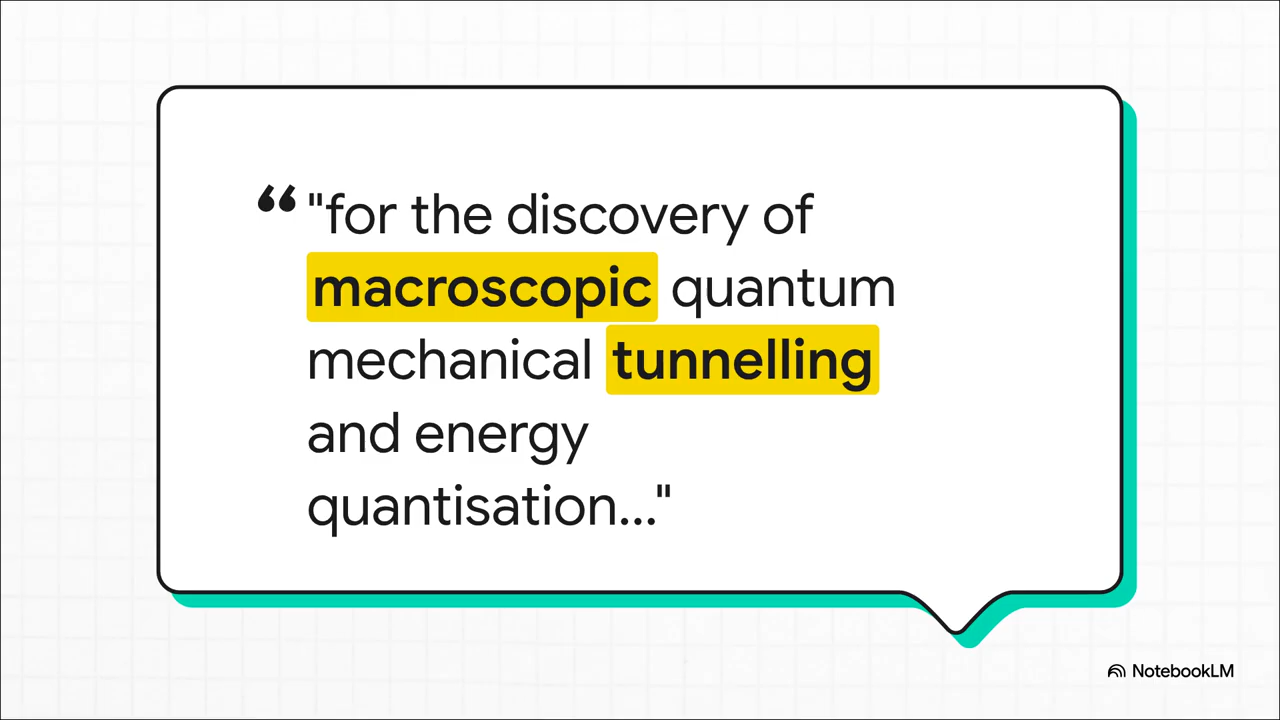 “ "for the discovery of
macroscopic quantum
mechanical tunnelling
and energy
quantisation..."
NotebookLM